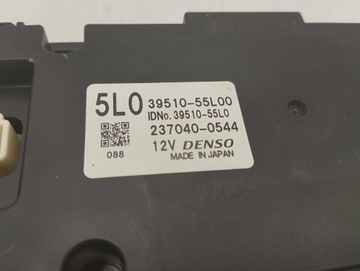 5L0 39510-55L00
IDNo. 39510-55L0
237040-0544
088 12V DENSO
MADE IN JAPAN